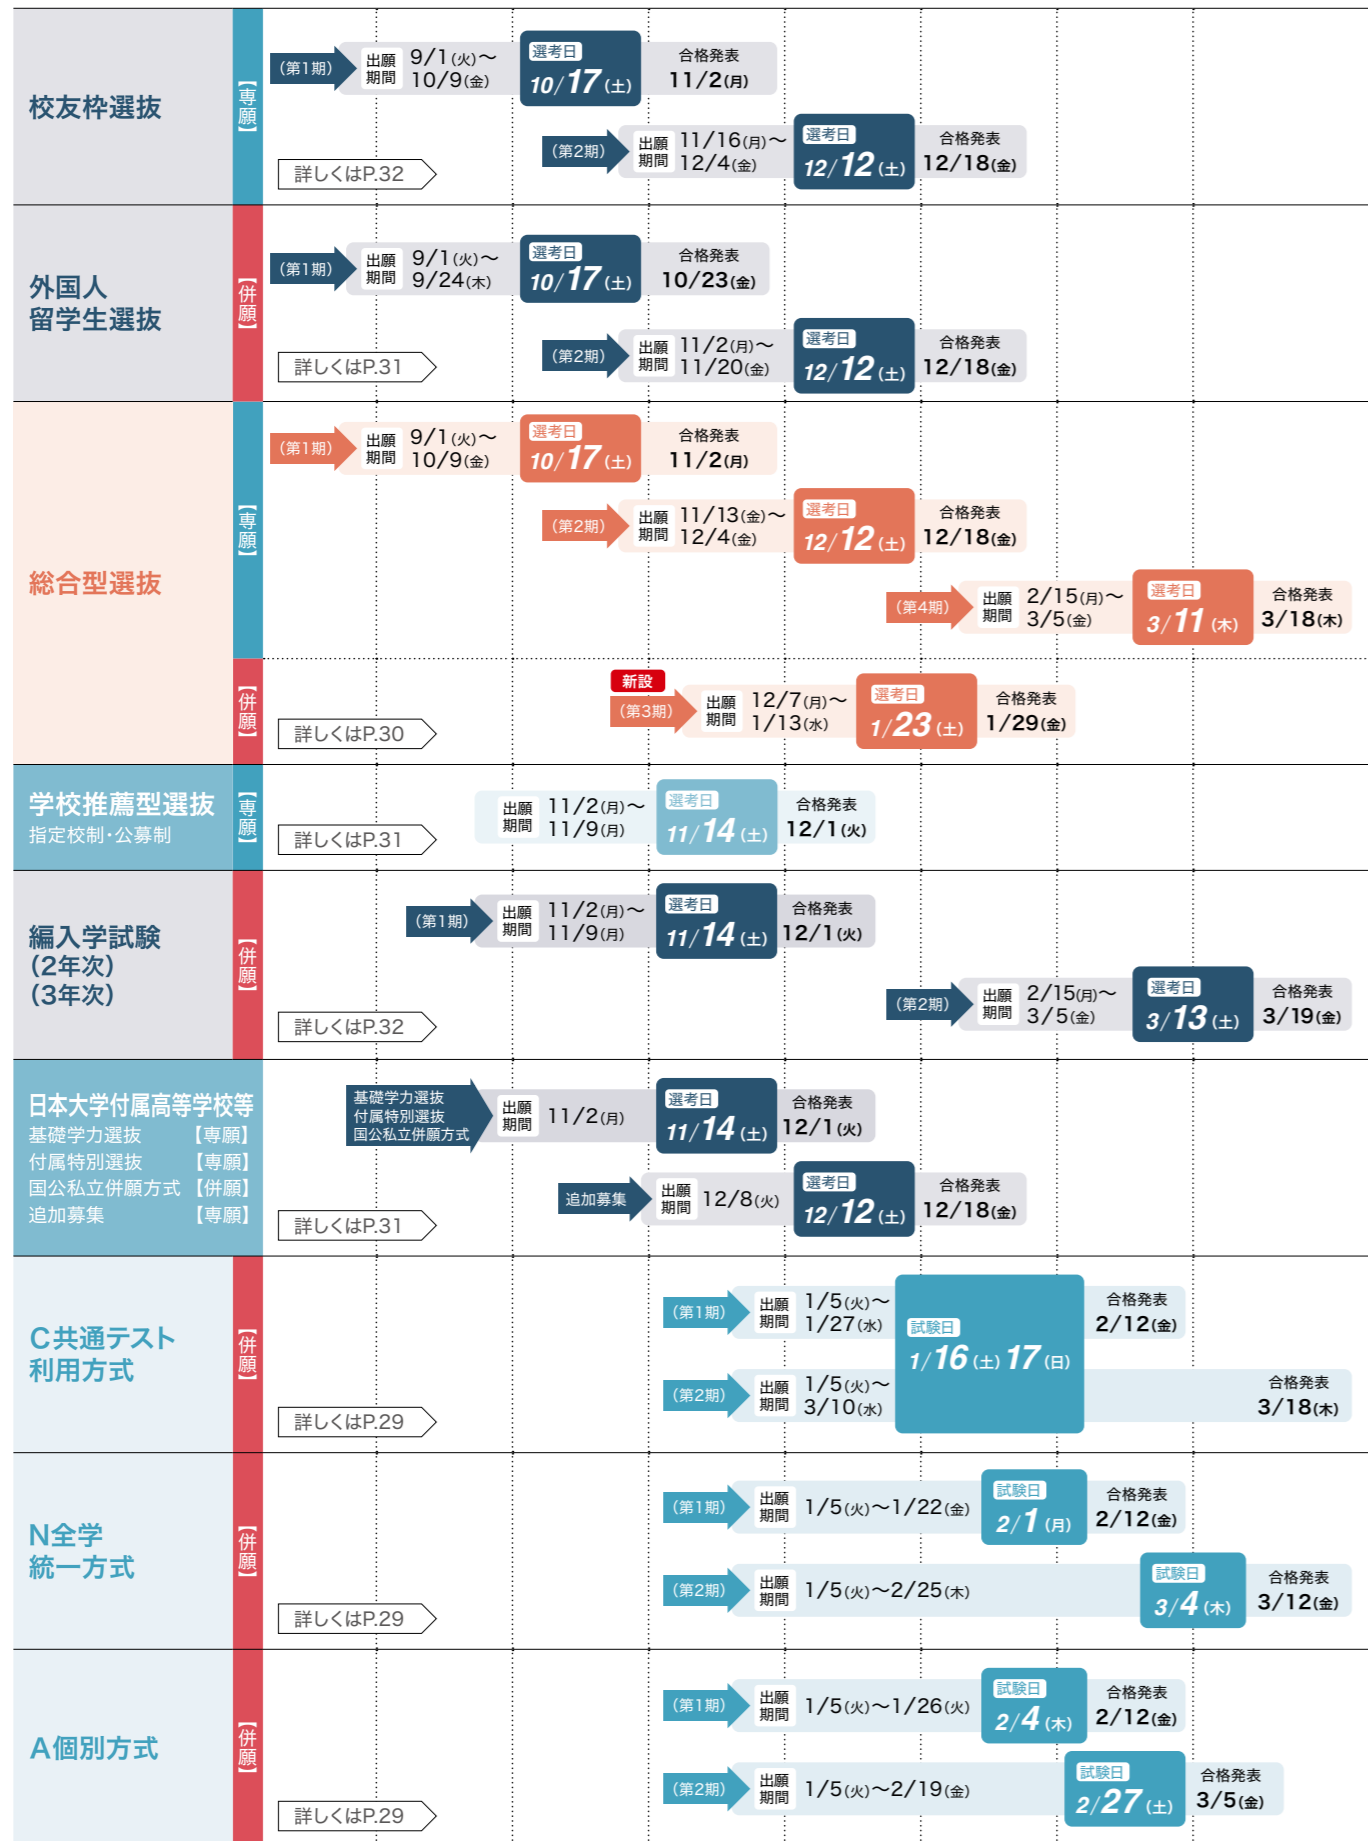 校友枠選抜
【専願】
(第1期)
出願
期間
9/1(火)～
10/9(金)
選考日
10/17(土)
合格発表
11/2(月)
(第2期)
出願
期間
11/16(月)～
12/4(金)
選考日
12/12(土)
合格発表
12/18(金)
詳しくはP.32
外国人
留学生選抜
【併願】
(第1期)
出願
期間
9/1(火)～
9/24(木)
選考日
10/17(土)
合格発表
10/23(金)
(第2期)
出願
期間
11/2(月)～
11/20(金)
選考日
12/12(土)
合格発表
12/18(金)
詳しくはP.31
総合型選抜
【専願】
(第1期)
出願
期間
9/1(火)～
10/9(金)
選考日
10/17(土)
合格発表
11/2(月)
(第2期)
出願
期間
11/13(金)～
12/4(金)
選考日
12/12(土)
合格発表
12/18(金)
(第4期)
出願
期間
2/15(月)～
3/5(金)
選考日
3/11(木)
合格発表
3/18(木)
【併願】
新設
(第3期)
出願
期間
12/7(月)～
1/13(水)
選考日
1/23(土)
合格発表
1/29(金)
詳しくはP.30
学校推薦型選抜
指定校制・公募制
【専願】
出願
期間
11/2(月)～
11/9(月)
選考日
11/14(土)
合格発表
12/1(火)
詳しくはP.31
編入学試験
(2年次)
(3年次)
【併願】
(第1期)
出願
期間
11/2(月)～
11/9(月)
選考日
11/14(土)
合格発表
12/1(火)
(第2期)
出願
期間
2/15(月)～
3/5(金)
選考日
3/13(土)
合格発表
3/19(金)
詳しくはP.32
日本大学付属高等学校等
基礎学力選抜 【専願】
付属特別選抜 【専願】
国公私立併願方式 【併願】
追加募集 【専願】
基礎学力選抜
付属特別選抜
国公私立併願方式
出願
期間
11/2(月)
選考日
11/14(土)
合格発表
12/1(火)
追加募集
出願
期間
12/8(火)
選考日
12/12(土)
合格発表
12/18(金)
詳しくはP.31
C共通テスト
利用方式
【併願】
(第1期)
出願
期間
1/5(火)～
1/27(水)
試験日
1/16(土)17(日)
合格発表
2/12(金)
(第2期)
出願
期間
1/5(火)～
3/10(水)
合格発表
3/18(木)
詳しくはP.29
N全学
統一方式
【併願】
(第1期)
出願
期間
1/5(火)～1/22(金)
試験日
2/1(月)
合格発表
2/12(金)
(第2期)
出願
期間
1/5(火)～2/25(木)
試験日
3/4(木)
合格発表
3/12(金)
詳しくはP.29
A個別方式
【併願】
(第1期)
出願
期間
1/5(火)～1/26(火)
試験日
2/4(木)
合格発表
2/12(金)
(第2期)
出願
期間
1/5(火)～2/19(金)
試験日
2/27(土)
合格発表
3/5(金)
詳しくはP.29